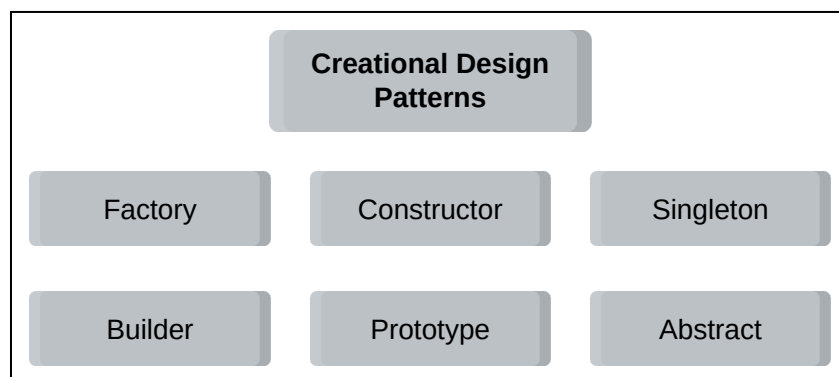 Creational Design
Patterns
Factory
Constructor
Singleton
Builder
Prototype
Abstract